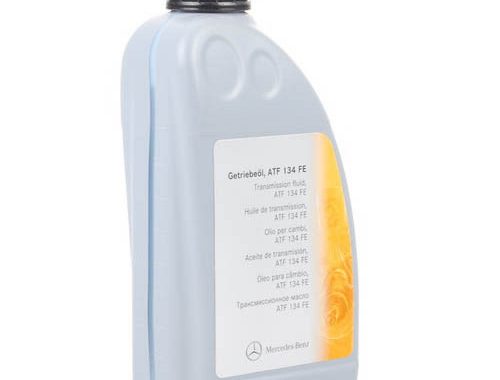 Getriebeöl, ATF 134 FE
Transmission fluid,
ATF 134 FE
Huile de transmission,
ATF 134 FE
Olio per cambi,
ATF 134 FE
Aceite de transmisión,
ATF 134 FE
Óleo para câmbio,
ATF 134 FE
Трансмиссионное масло
ATF 134 FE
Mercedes-Benz